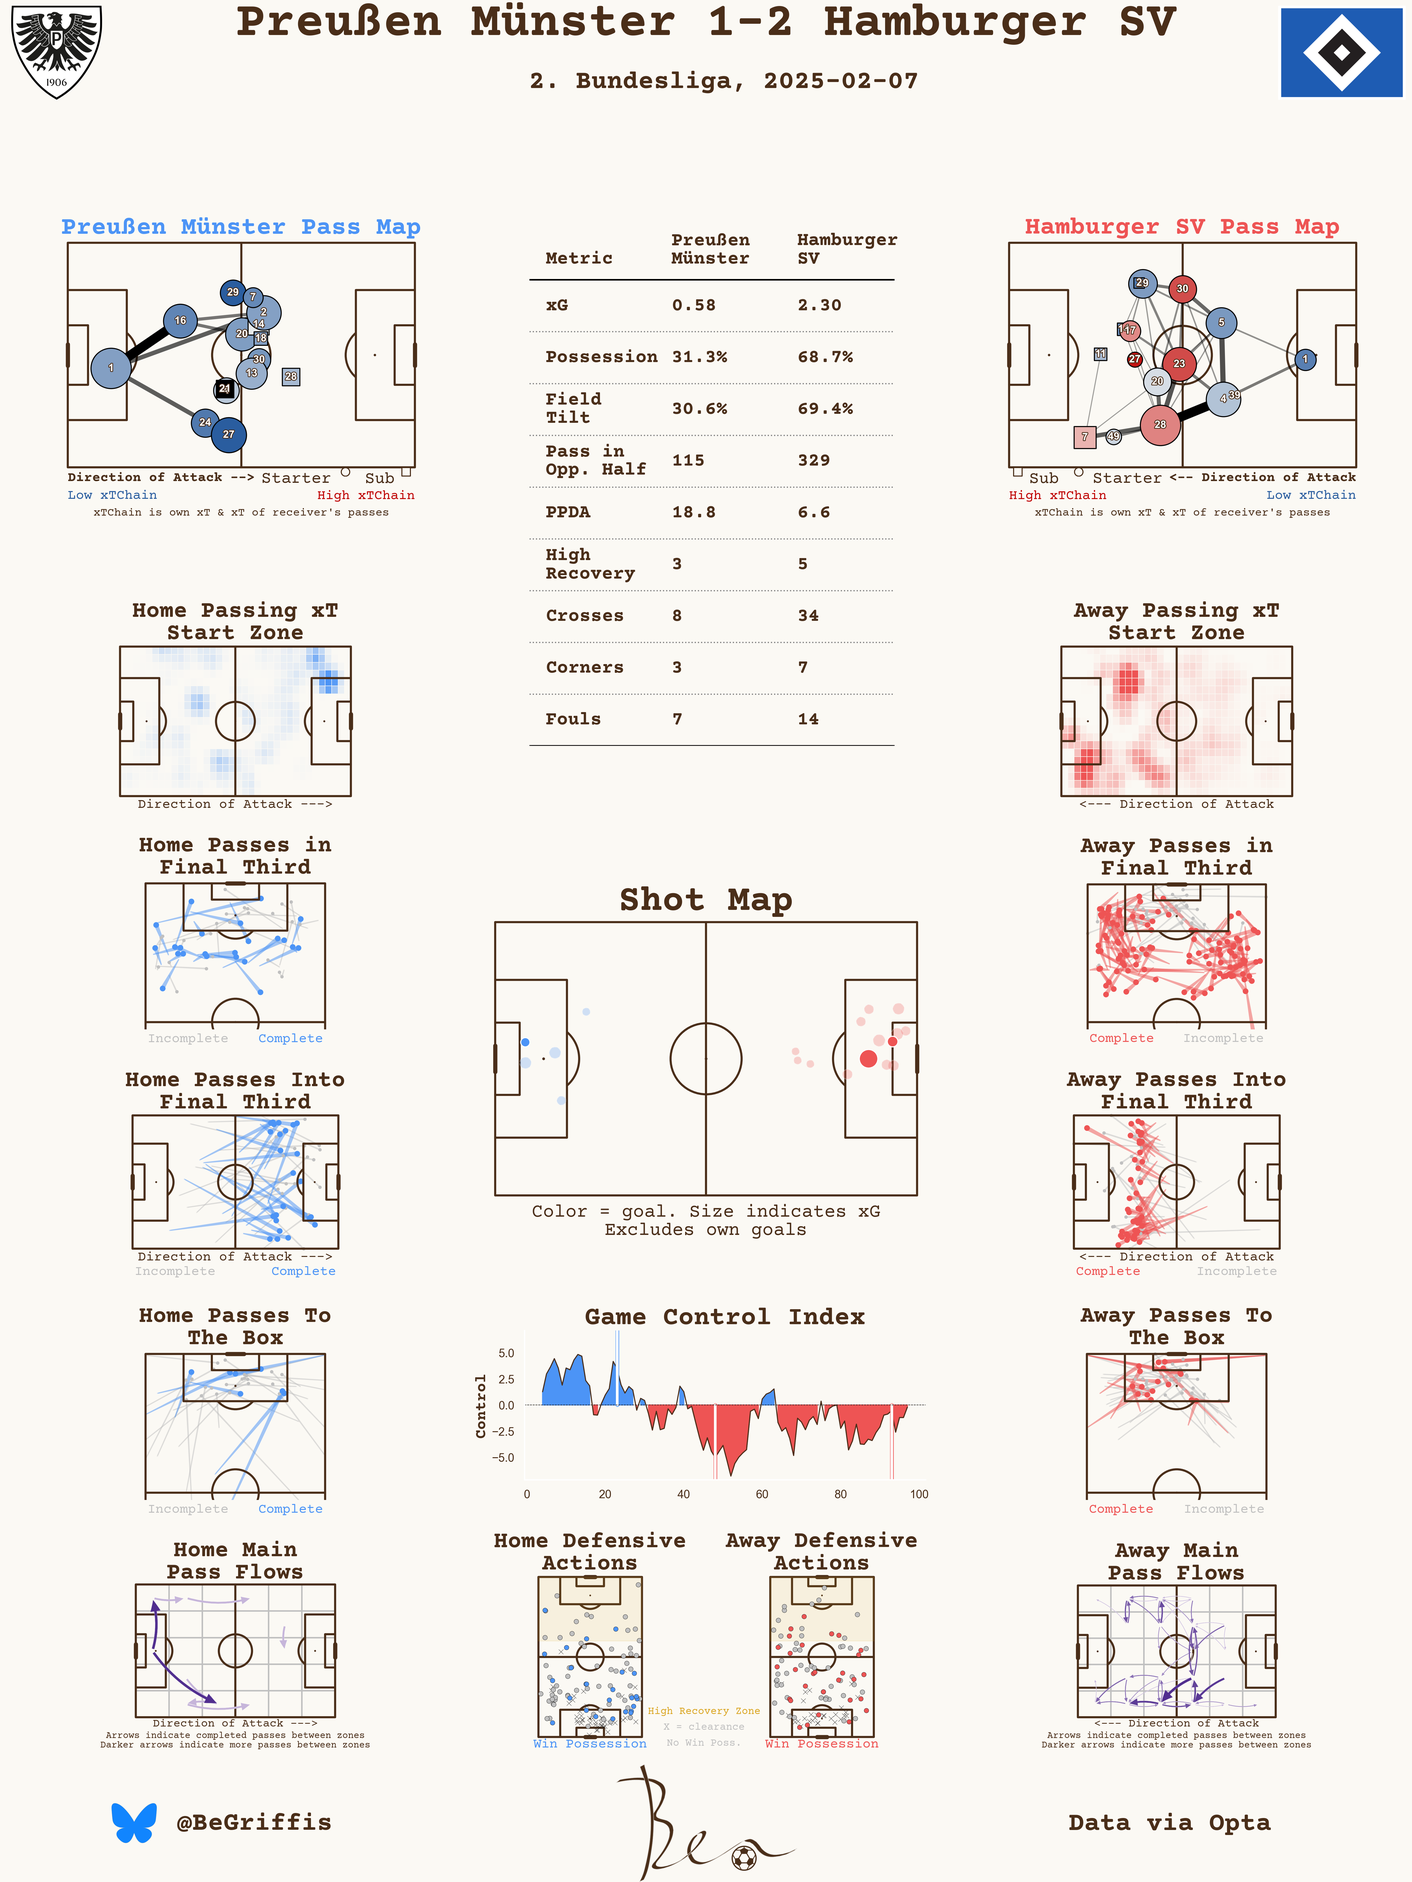 Preußen Münster 1-2 Hamburger SV
2. Bundesliga, 2025-02-07
1906
Preußen Münster Pass Map
29
7
2
16
14
20
18
30
1
13
28
24
27
Direction of Attack --> Starter Sub
Low xTChain High xTChain
xTChain is own xT & xT of receiver's passes
Metric Preußen Münster Hamburger SV
xG 0.58 2.30
Possession 31.3% 68.7%
Field Tilt 30.6% 69.4%
Pass in Opp. Half 115 329
PPDA 18.8 6.6
High Recovery 3 5
Crosses 8 34
Corners 3 7
Fouls 7 14
Hamburger SV Pass Map
29
30
5
17
11
27
23
1
20
4
39
28
7
49
Sub Starter <-- Direction of Attack
High xTChain Low xTChain
xTChain is own xT & xT of receiver's passes
Home Passing xT
Start Zone
Direction of Attack --->
Away Passing xT
Start Zone
<--- Direction of Attack
Home Passes in
Final Third
Incomplete Complete
Away Passes in
Final Third
Complete Incomplete
Shot Map
Color = goal. Size indicates xG
Excludes own goals
Home Passes Into
Final Third
Direction of Attack --->
Incomplete Complete
Away Passes Into
Final Third
<--- Direction of Attack
Complete Incomplete
Home Passes To
The Box
Incomplete Complete
Game Control Index
Control
5.0
2.5
0.0
−2.5
−5.0
0 20 40 60 80 100
Away Passes To
The Box
Complete Incomplete
Home Main
Pass Flows
Direction of Attack --->
Arrows indicate completed passes between zones
Darker arrows indicate more passes between zones
Home Defensive
Actions
Win Possession
Away Defensive
Actions
Win Possession
High Recovery Zone
X = clearance
No Win Poss.
Away Main
Pass Flows
<--- Direction of Attack
Arrows indicate completed passes between zones
Darker arrows indicate more passes between zones
@BeGriffis
Ben
Data via Opta